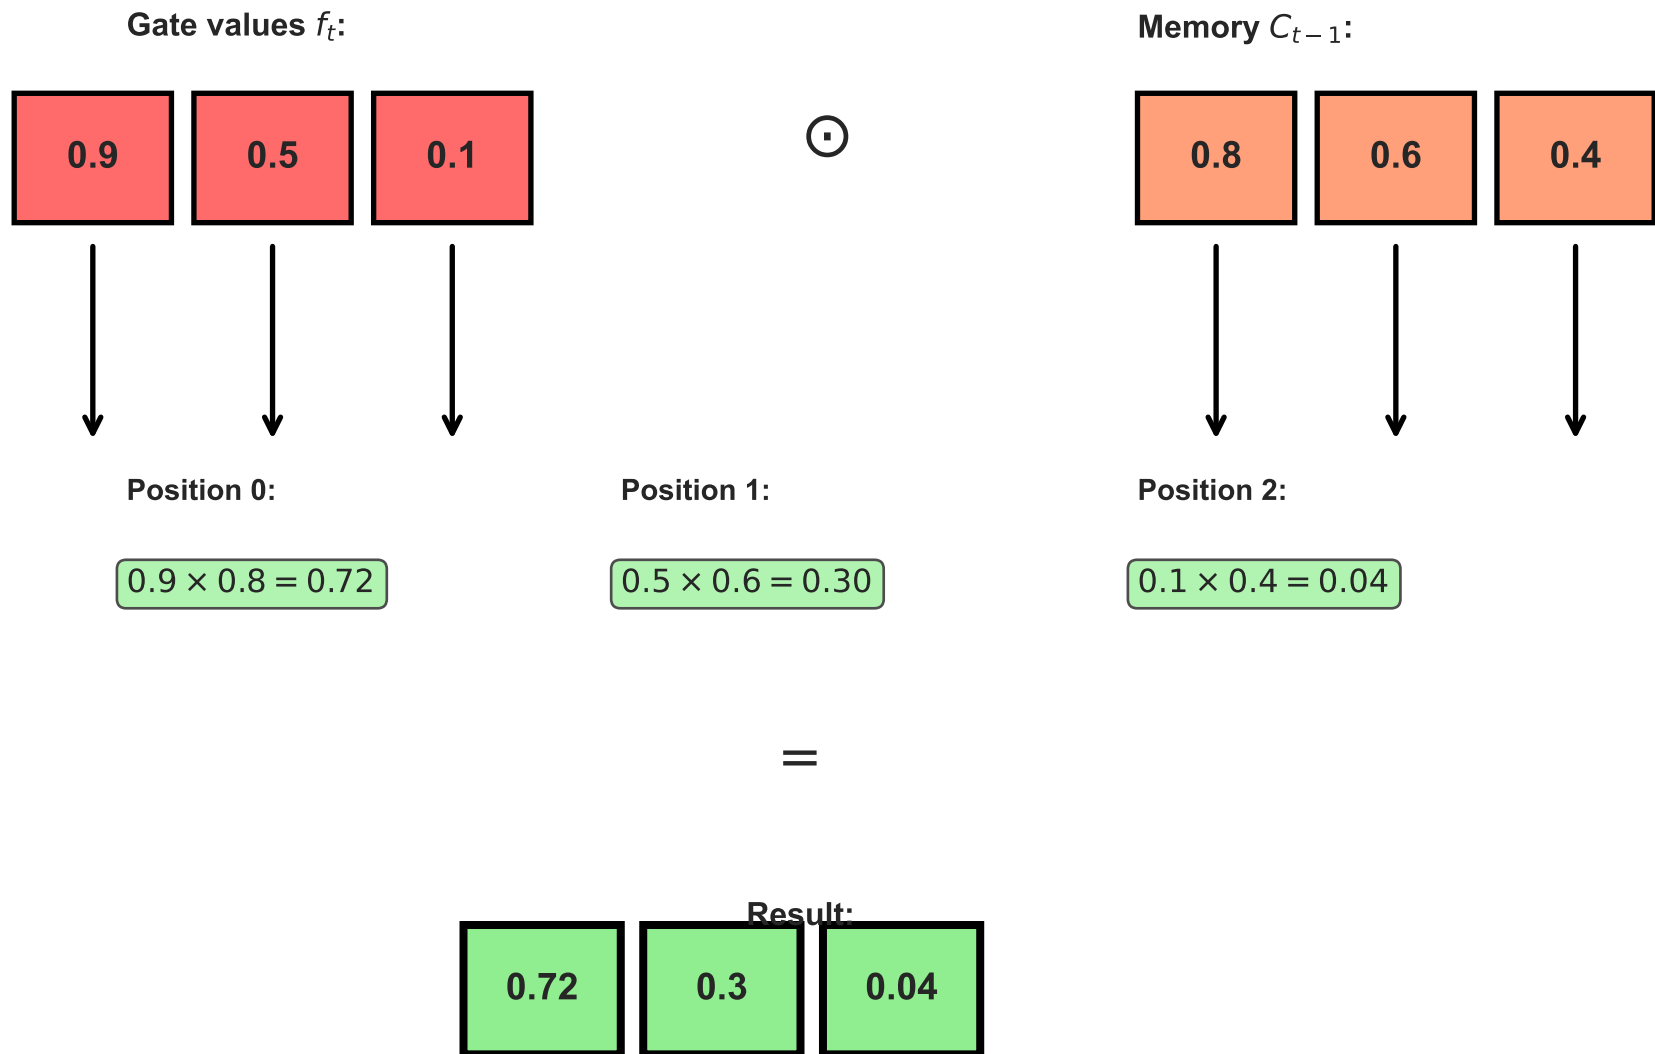 Gate values f_t:
Memory C_{t−1}:
0.9 0.5 0.1
⊙
0.8 0.6 0.4
Position 0:
Position 1:
Position 2:
0.9 × 0.8 = 0.72
0.5 × 0.6 = 0.30
0.1 × 0.4 = 0.04
=
Result:
0.72 0.3 0.04